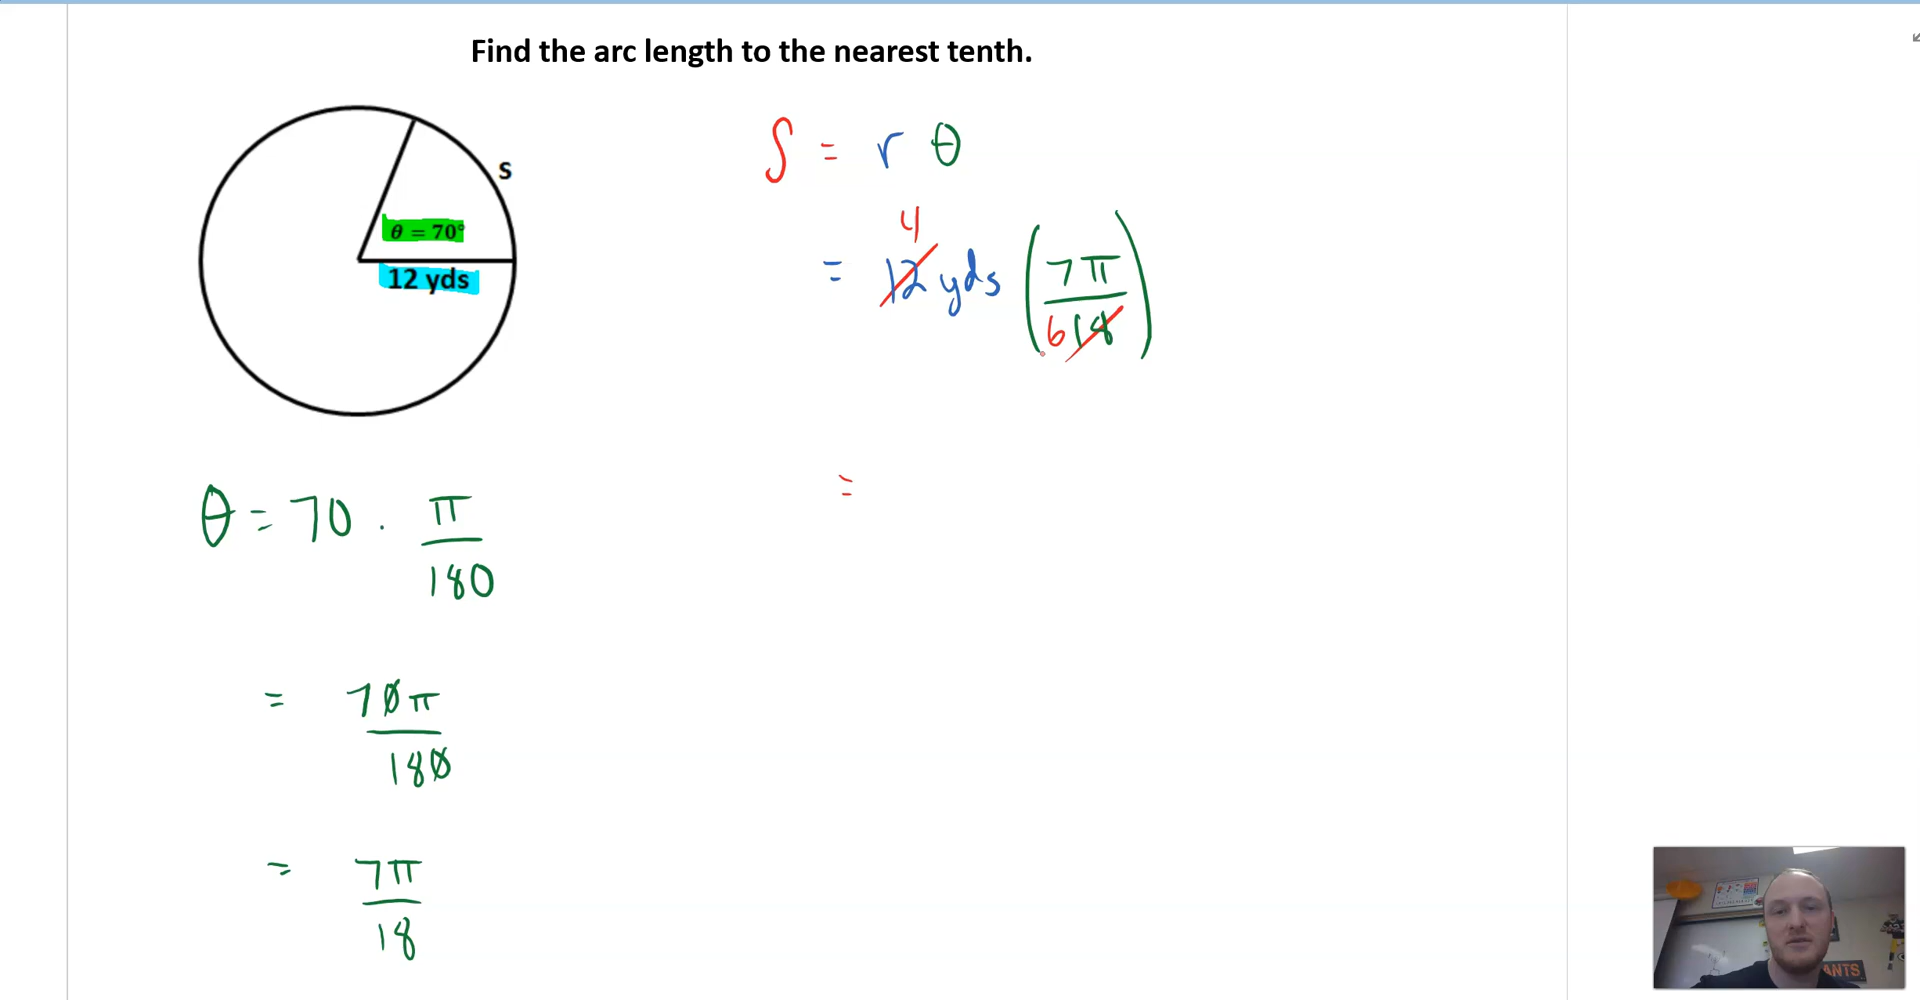 Find the arc length to the nearest tenth.
S
θ = 70°
12 yds
S = r θ
4
= 12 yds (7π / 6 18)
=
θ = 70 · π / 180
= 70π / 180
= 7π / 18
ANTS